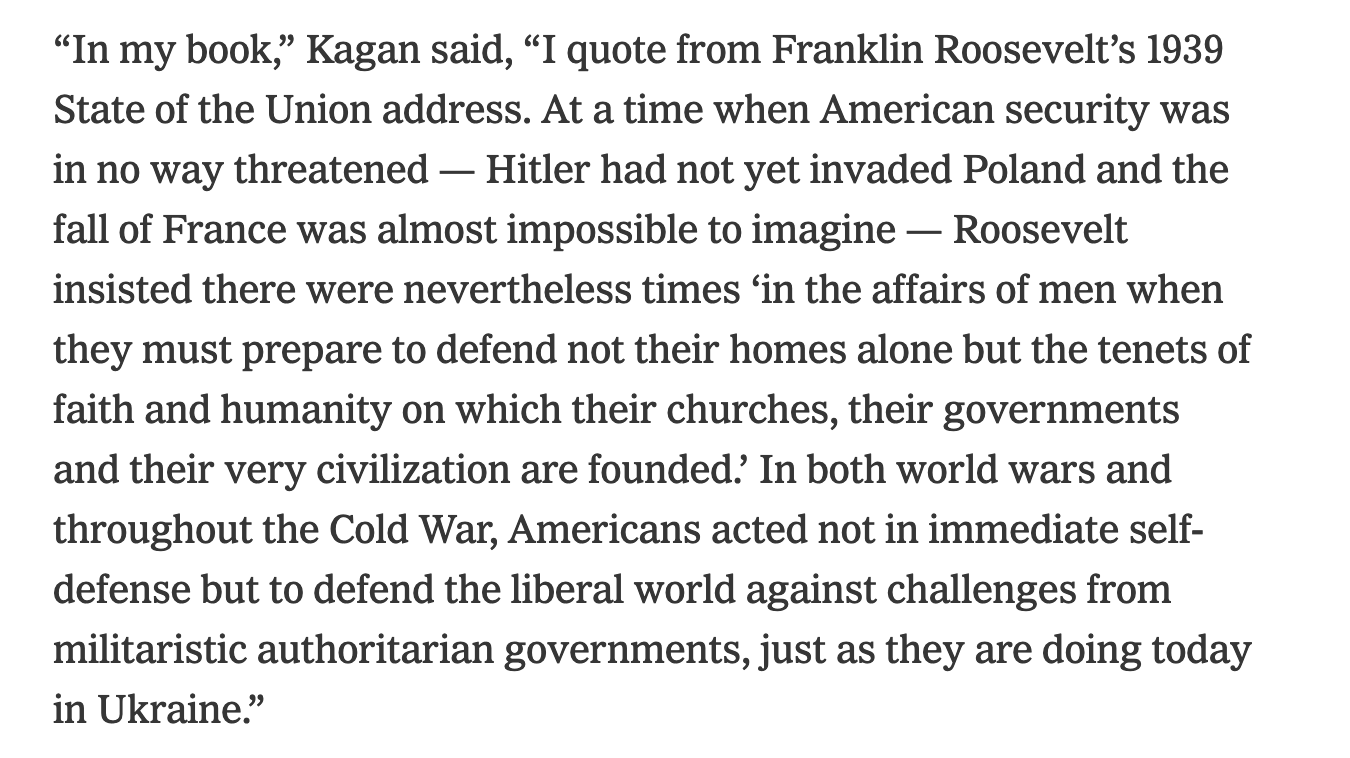 “In my book,” Kagan said, “I quote from Franklin Roosevelt’s 1939
State of the Union address. At a time when American security was
in no way threatened — Hitler had not yet invaded Poland and the
fall of France was almost impossible to imagine — Roosevelt
insisted there were nevertheless times ‘in the affairs of men when
they must prepare to defend not their homes alone but the tenets of
faith and humanity on which their churches, their governments
and their very civilization are founded.’ In both world wars and
throughout the Cold War, Americans acted not in immediate self-
defense but to defend the liberal world against challenges from
militaristic authoritarian governments, just as they are doing today
in Ukraine.”